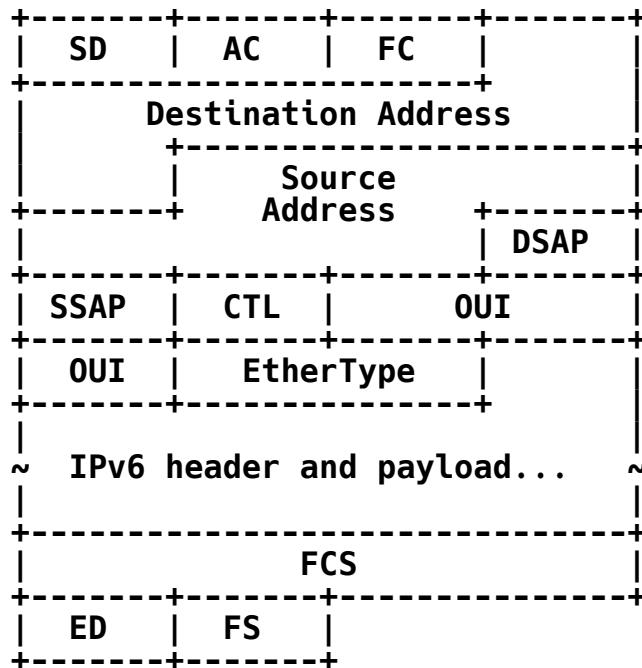 SD AC FC
Destination Address
Source
Address
DSAP
SSAP CTL OUI
OUI EtherType
~ IPv6 header and payload... ~
FCS
ED FS